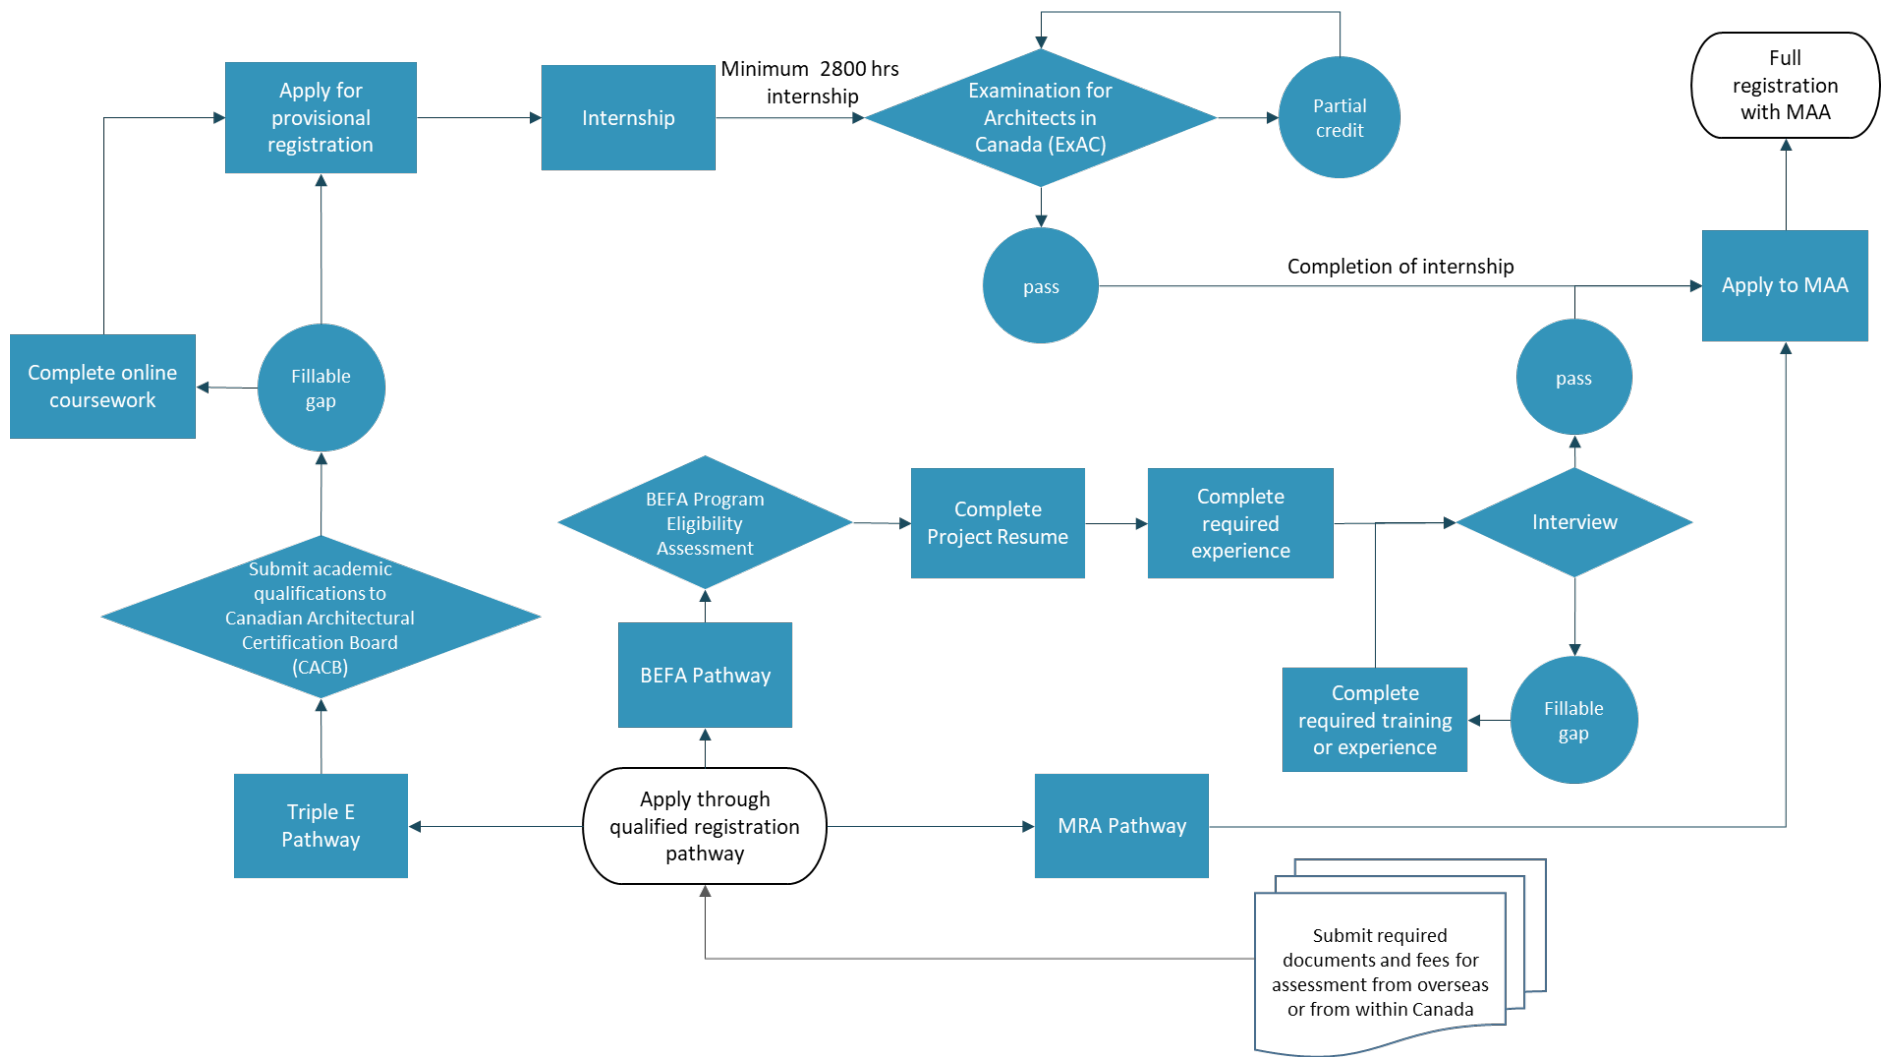 Apply for
provisional
registration
Internship
Minimum 2800 hrs
internship
Examination for
Architects in
Canada (ExAC)
Partial
credit
Full
registration
with MAA
pass
Completion of internship
Apply to MAA
Complete online
coursework
Fillable
gap
pass
BEFA Program
Eligibility
Assessment
Complete
Project Resume
Complete
required
experience
Interview
Submit academic
qualifications to
Canadian Architectural
Certification Board
(CACB)
BEFA Pathway
Complete
required training
or experience
Fillable
gap
Triple E
Pathway
Apply through
qualified registration
pathway
MRA Pathway
Submit required
documents and fees for
assessment from overseas
or from within Canada